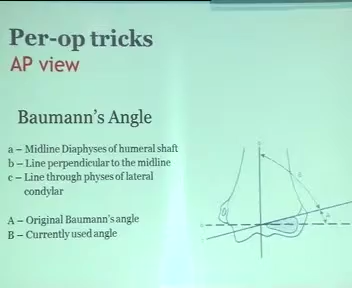 Per-op tricks
AP view
Baumann's Angle
a – Midline Diaphyses of humeral shaft
b – Line perpendicular to the midline
c – Line through physes of lateral
condylar
A – Original Baumann's angle
B – Currently used angle